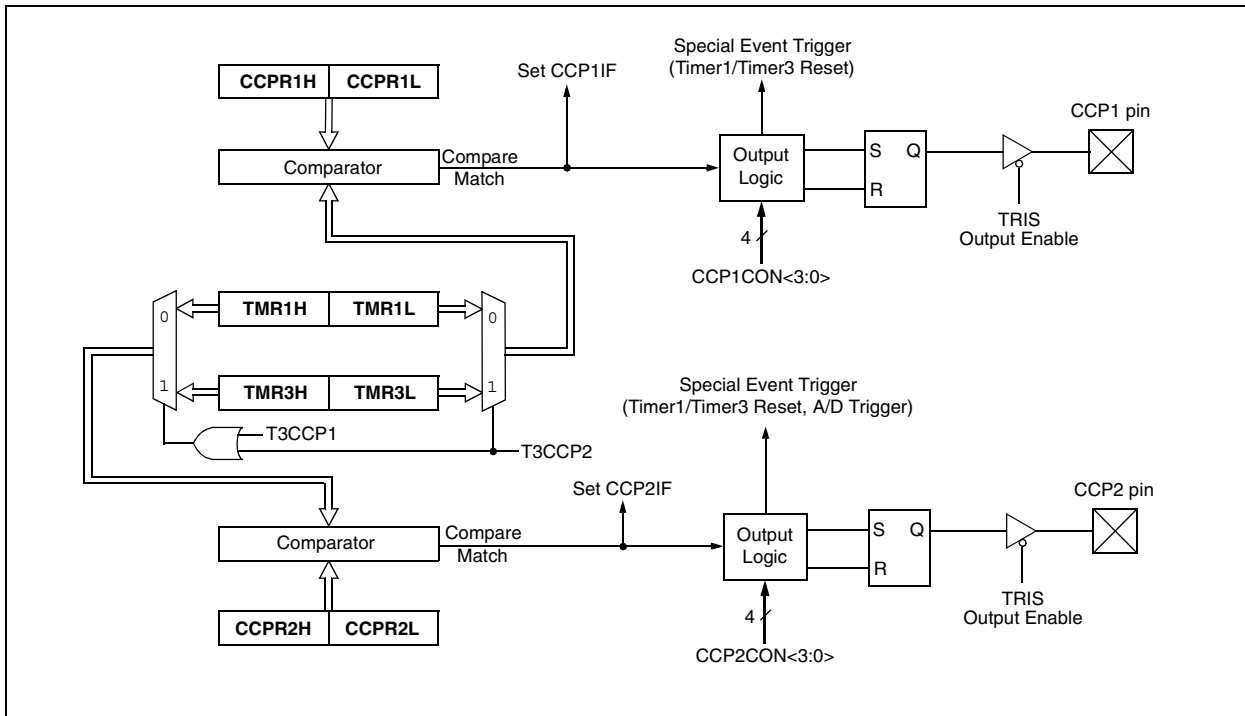 Special Event Trigger
(Timer1/Timer3 Reset)
Set CCP1IF
CCPR1H CCPR1L
CCP1 pin
Comparator
Compare
Match
Output
Logic
S Q
R
TRIS
Output Enable
4
CCP1CON<3:0>
TMR1H TMR1L
0
0
TMR3H TMR3L
1
1
T3CCP1
T3CCP2
Special Event Trigger
(Timer1/Timer3 Reset, A/D Trigger)
Set CCP2IF
CCP2 pin
Comparator
Compare
Match
Output
Logic
S Q
R
TRIS
Output Enable
4
CCPR2H CCPR2L
CCP2CON<3:0>